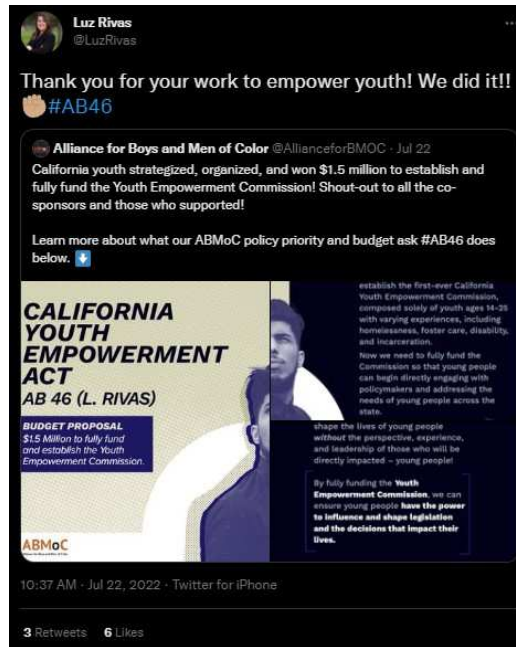 Luz Rivas
@LuzRivas
Thank you for your work to empower youth! We did it!!
#AB46
Alliance for Boys and Men of Color @AllianceforBMOC · Jul 22
California youth strategized, organized, and won $1.5 million to establish and
fully fund the Youth Empowerment Commission! Shout-out to all the co-
sponsors and those who supported!
Learn more about what our ABMoC policy priority and budget ask #AB46 does
below.
CALIFORNIA
YOUTH
EMPOWERMENT
ACT
AB 46 (L. RIVAS)
BUDGET PROPOSAL
$1.5 Million to fully fund
and establish the Youth
Empowerment Commission.
ABMoC
establish the first-ever California
Youth Empowerment Commission,
composed solely of youth ages 14-25
with varying experiences, including
homelessness, foster care, disability,
and incarceration.
Now we need to fully fund the
Commission so that young people
can begin directly engaging with
policymakers and addressing the
needs of young people across the
state.
shape the lives of young people
without the perspective, experience,
and leadership of those who will be
directly impacted – young people!
By fully funding the Youth
Empowerment Commission, we can
ensure young people have the power
to influence and shape legislation
and the decisions that impact their
lives.
10:37 AM · Jul 22, 2022 · Twitter for iPhone
3 Retweets 6 Likes